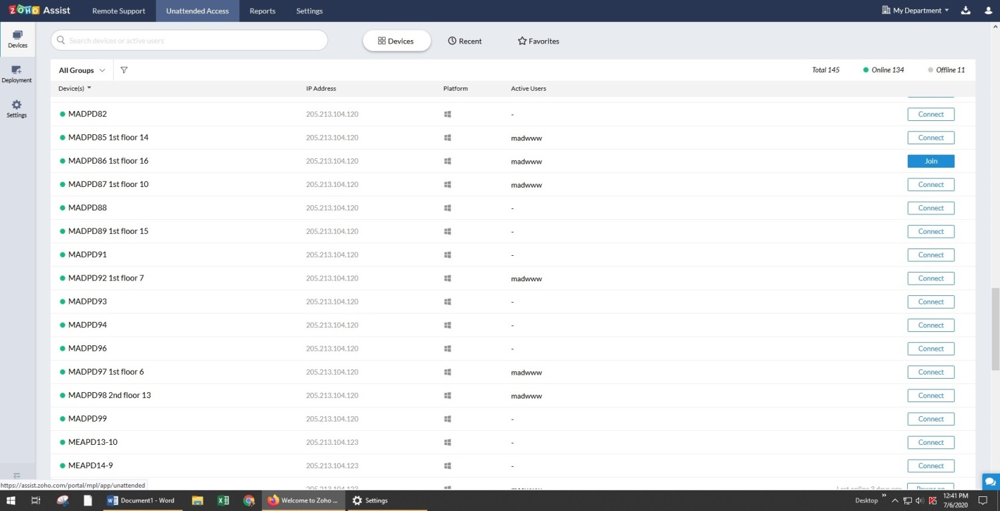 ZOHO Assist Remote Support Unattended Access Reports Settings My Department
Devices
Deployment
Settings
Search devices or active users
Devices Recent Favorites
All Groups Total 145 Online 134 Offline 11
Device(s) IP Address Platform Active Users
MADPD82 205.213.104.120 - Connect
MADPD85 1st floor 14 205.213.104.120 madwww Connect
MADPD86 1st floor 16 205.213.104.120 madwww Join
MADPD87 1st floor 10 205.213.104.120 madwww Connect
MADPD88 205.213.104.120 - Connect
MADPD89 1st floor 15 205.213.104.120 - Connect
MADPD91 205.213.104.120 - Connect
MADPD92 1st floor 7 205.213.104.120 madwww Connect
MADPD93 205.213.104.120 - Connect
MADPD94 205.213.104.120 - Connect
MADPD96 205.213.104.120 - Connect
MADPD97 1st floor 6 205.213.104.120 madwww Connect
MADPD98 2nd floor 13 205.213.104.120 madwww Connect
MADPD99 205.213.104.120 - Connect
MEAPD13-10 205.213.104.123 - Connect
MEAPD14-9 205.213.104.123 - Connect
205.213.104.123 Last online 3 days ago Power on
https://assist.zoho.com/portal/mpl/app/unattended
Document1 - Word Welcome to Zoho ... Settings Desktop 12:41 PM
7/6/2020